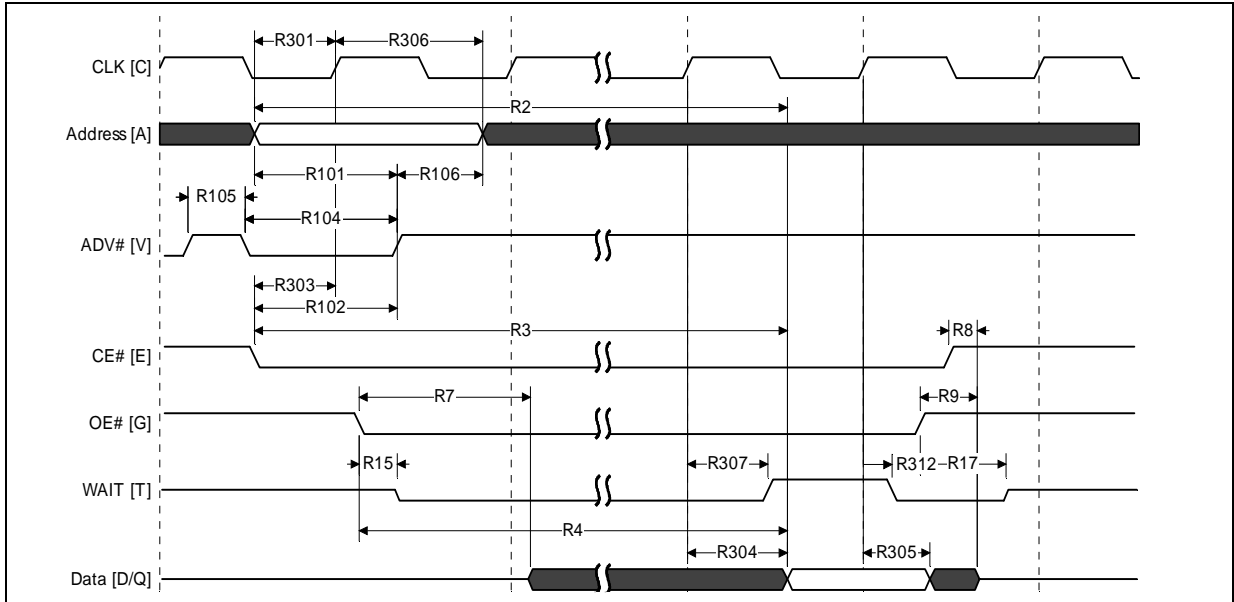 R301 R306
CLK [C]
R2
Address [A]
R101 R106
R105
R104
ADV# [V]
R303
R102
R3 R8
CE# [E]
R7 R9
OE# [G]
R15 R307 R312 R17
WAIT [T]
R4
R304 R305
Data [D/Q]